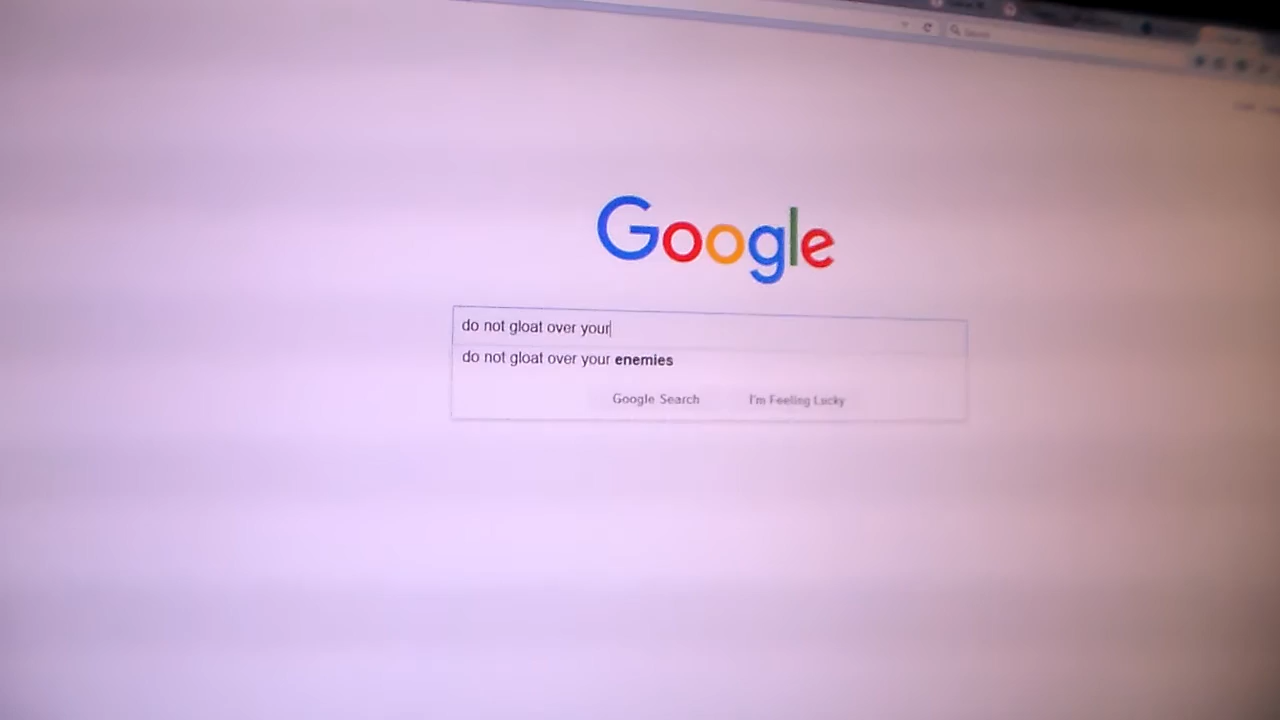 Google
do not gloat over your
do not gloat over your enemies
Google Search
I'm Feeling Lucky